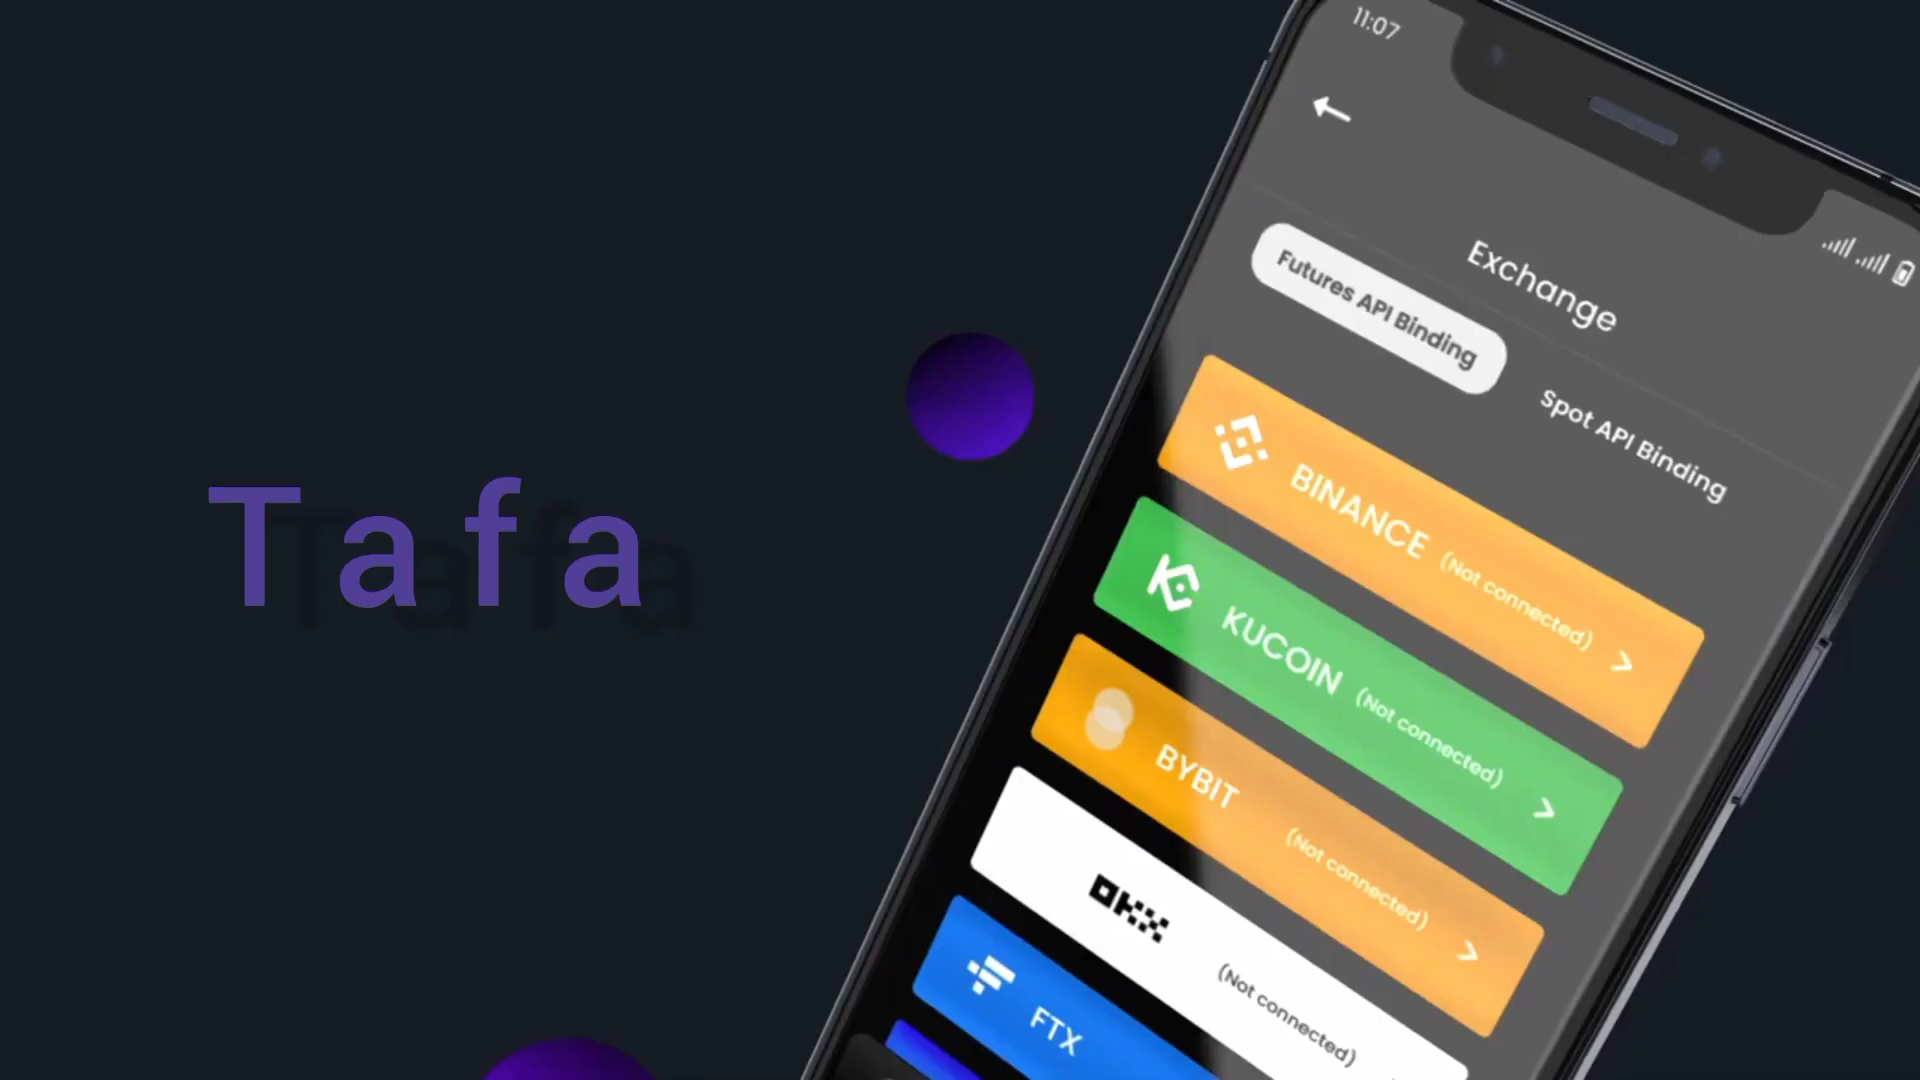 Tafa
11:07
Exchange
Futures API Binding
Spot API Binding
BINANCE (Not connected) >
KUCOIN (Not connected) >
BYBIT (Not connected) >
OKX (Not connected)
FTX